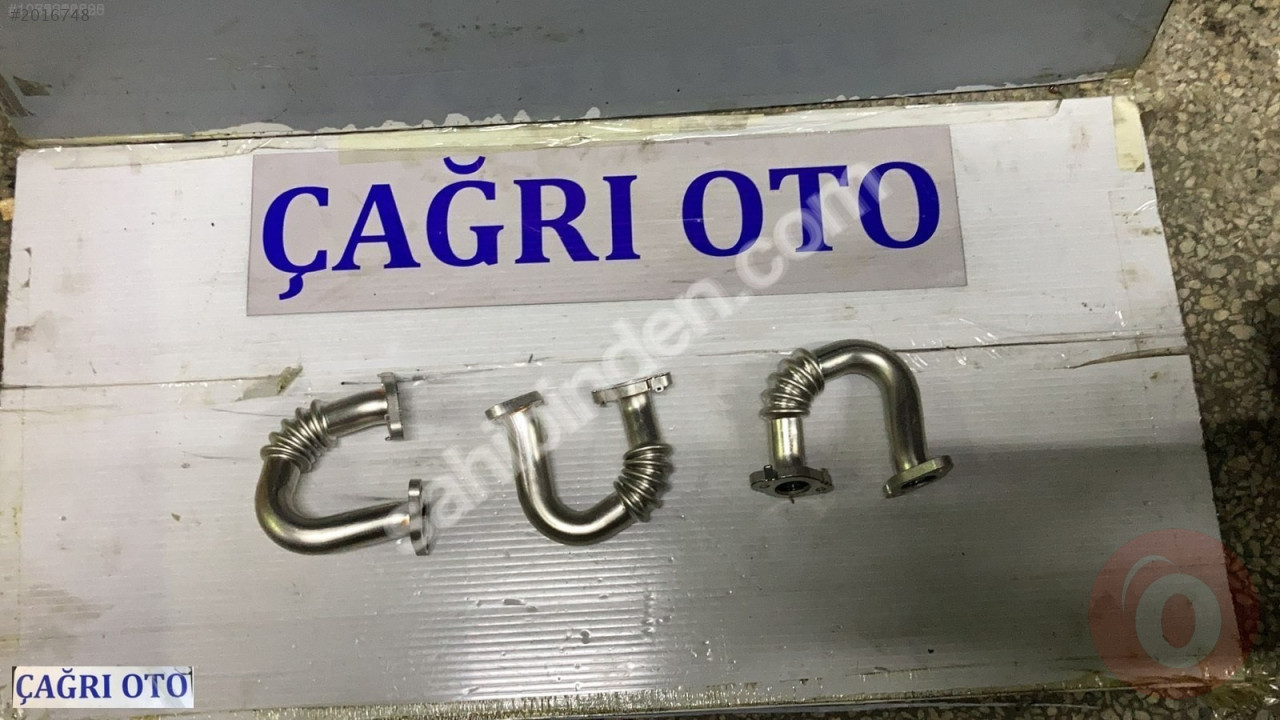 #2016748
ÇAĞRI OTO
sahibinden.com
ÇAĞRI OTO